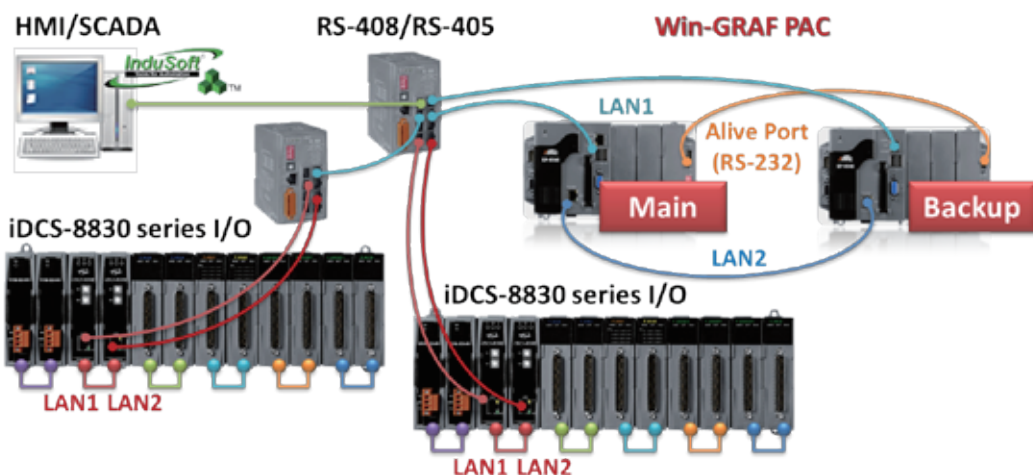 HMI/SCADA
RS-408/RS-405
Win-GRAF PAC
InduSoft
TM
LAN1
Alive Port
(RS-232)
Main
Backup
LAN2
iDCS-8830 series I/O
LAN1 LAN2
iDCS-8830 series I/O
LAN1 LAN2